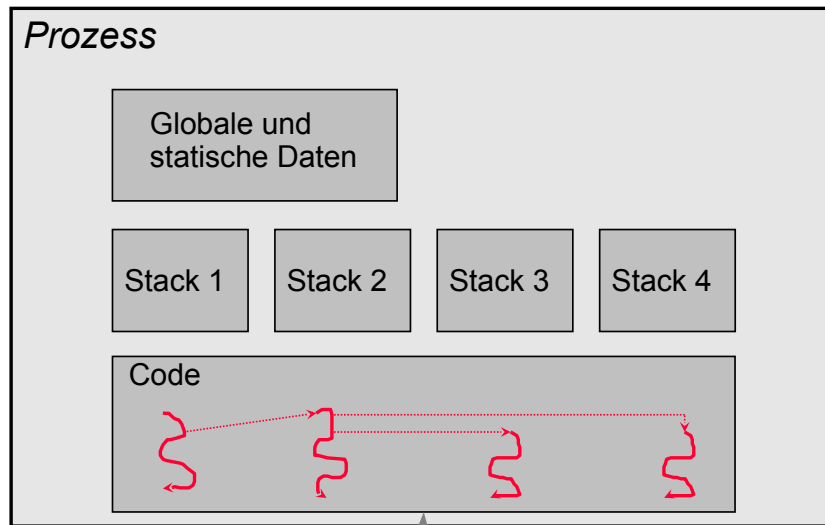 Prozess
Globale und
statische Daten
Stack 1
Stack 2
Stack 3
Stack 4
Code